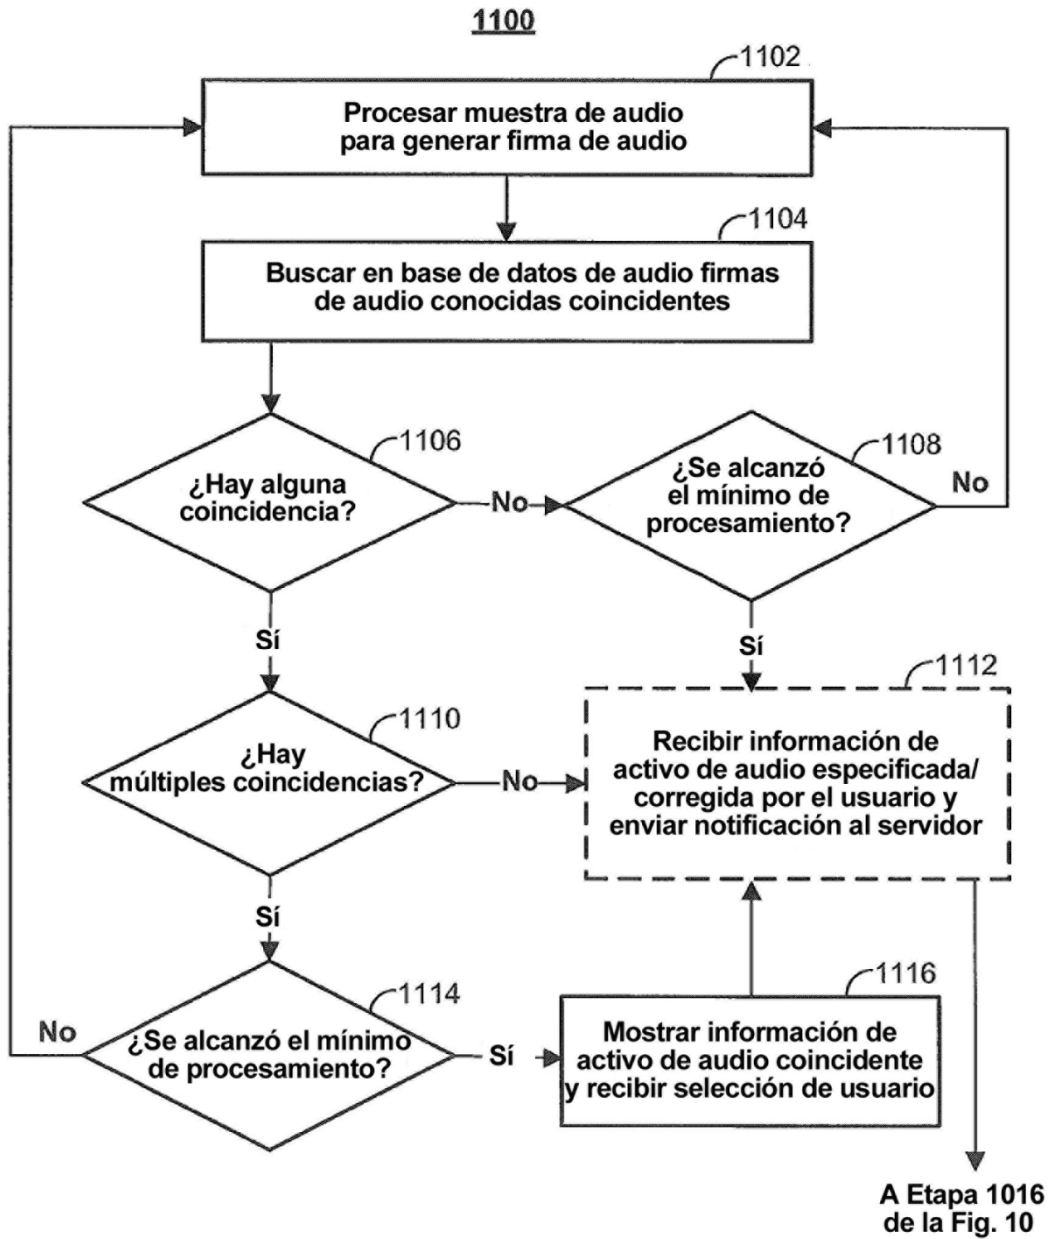 1100
1102
Procesar muestra de audio
para generar firma de audio
1104
Buscar en base de datos de audio firmas
de audio conocidas coincidentes
1106
¿Hay alguna
coincidencia?
No
1108
¿Se alcanzó
el mínimo de
procesamiento?
No
Sí
Sí
1110
¿Hay
múltiples coincidencias?
No
1112
Recibir información de
activo de audio especificada/
corregida por el usuario y
enviar notificación al servidor
Sí
1114
¿Se alcanzó el mínimo
de procesamiento?
No
Sí
1116
Mostrar información de
activo de audio coincidente
y recibir selección de usuario
A Etapa 1016
de la Fig. 10